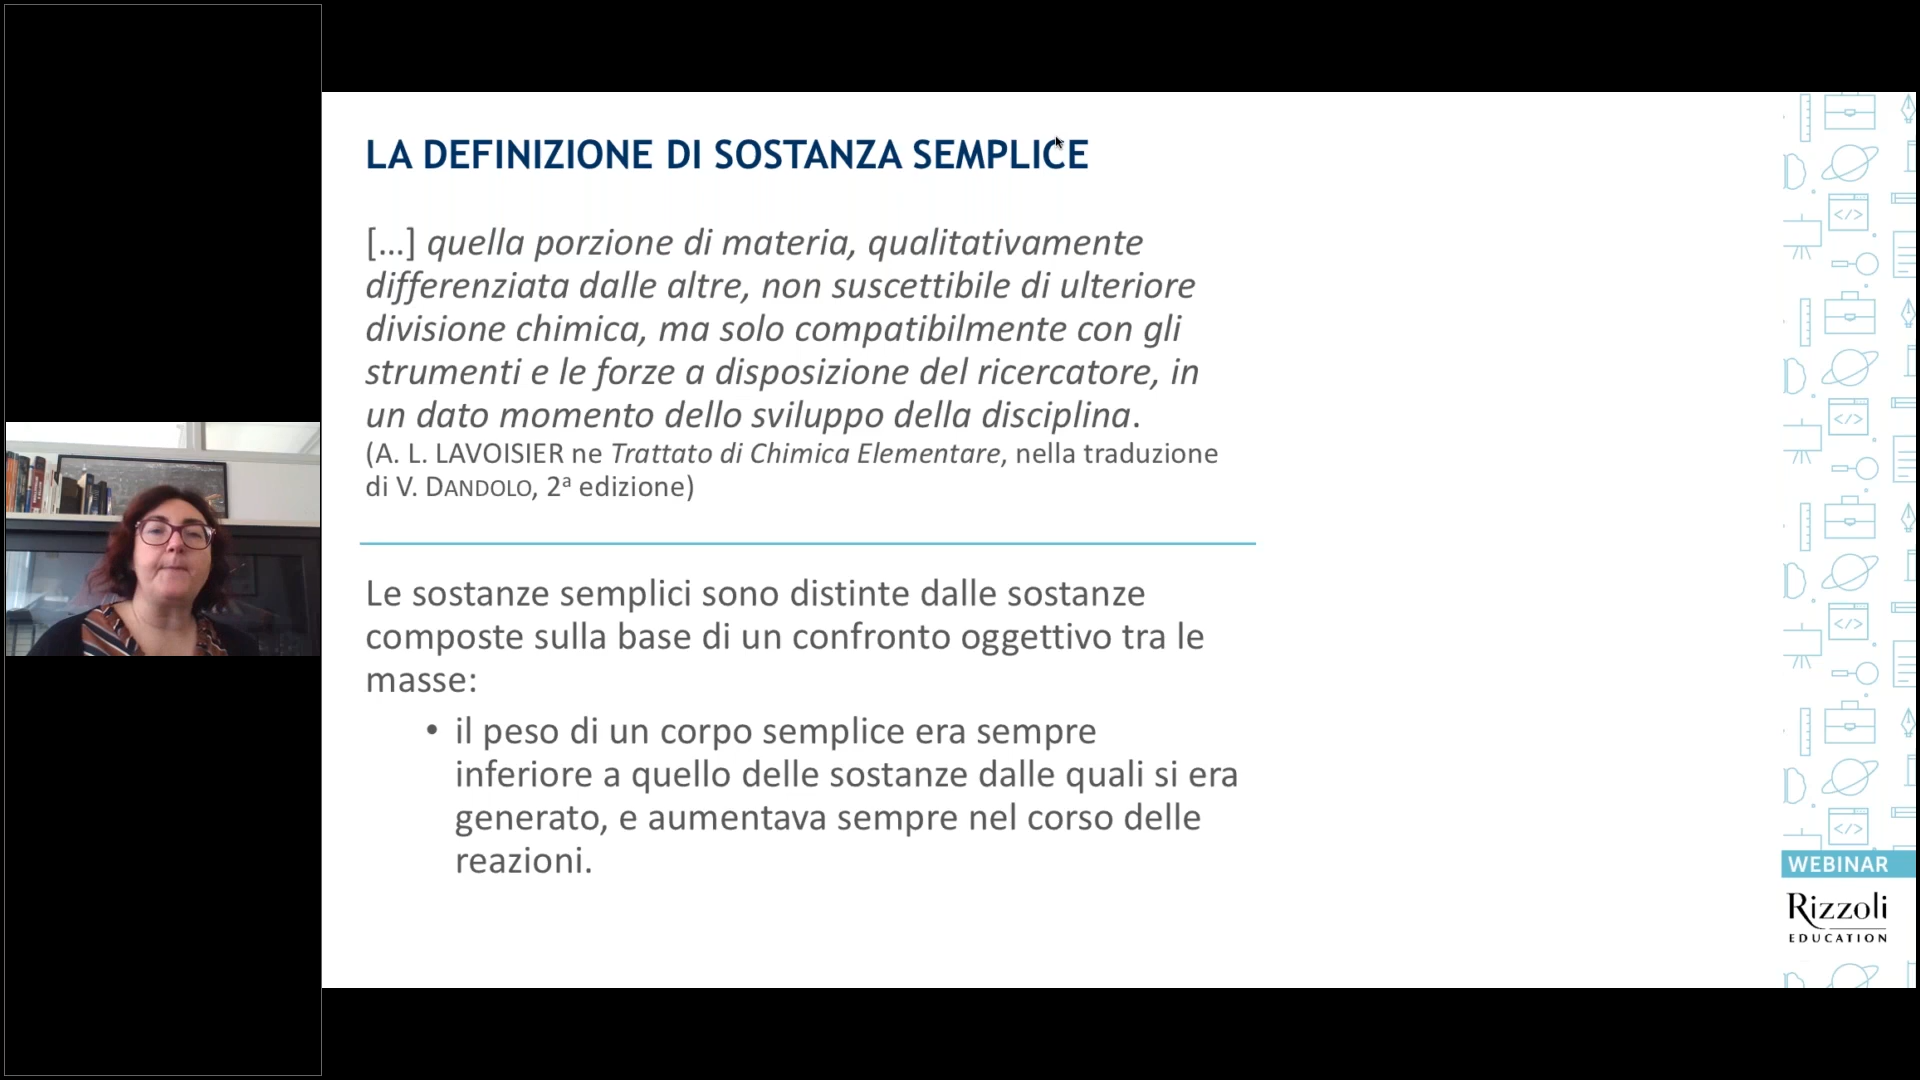 LA DEFINIZIONE DI SOSTANZA SEMPLICE
[...] quella porzione di materia, qualitativamente
differenziata dalle altre, non suscettibile di ulteriore
divisione chimica, ma solo compatibilmente con gli
strumenti e le forze a disposizione del ricercatore, in
un dato momento dello sviluppo della disciplina.
(A. L. LAVOISIER ne Trattato di Chimica Elementare, nella traduzione
di V. DANDOLO, 2ª edizione)
Le sostanze semplici sono distinte dalle sostanze
composte sulla base di un confronto oggettivo tra le
masse:
• il peso di un corpo semplice era sempre
inferiore a quello delle sostanze dalle quali si era
generato, e aumentava sempre nel corso delle
reazioni.
WEBINAR
Rizzoli
EDUCATION